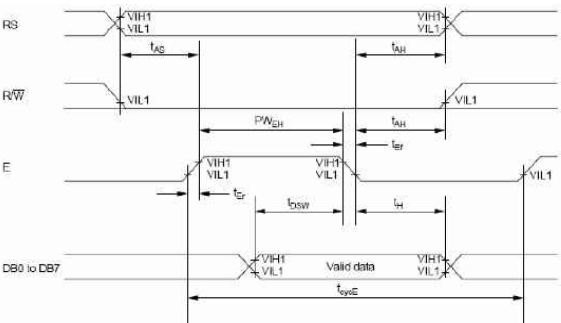 RS
VIH1
VIL1
VIH1
VIL1
tAS
tAH
R/W̅
VIL1
VIL1
PWEH
tAH
tEf
E
VIH1
VIL1
VIH1
VIL1
VIL1
tEr
tDSW
tH
DB0 to DB7
VIH1
VIL1
Valid data
VIH1
VIL1
tcycE